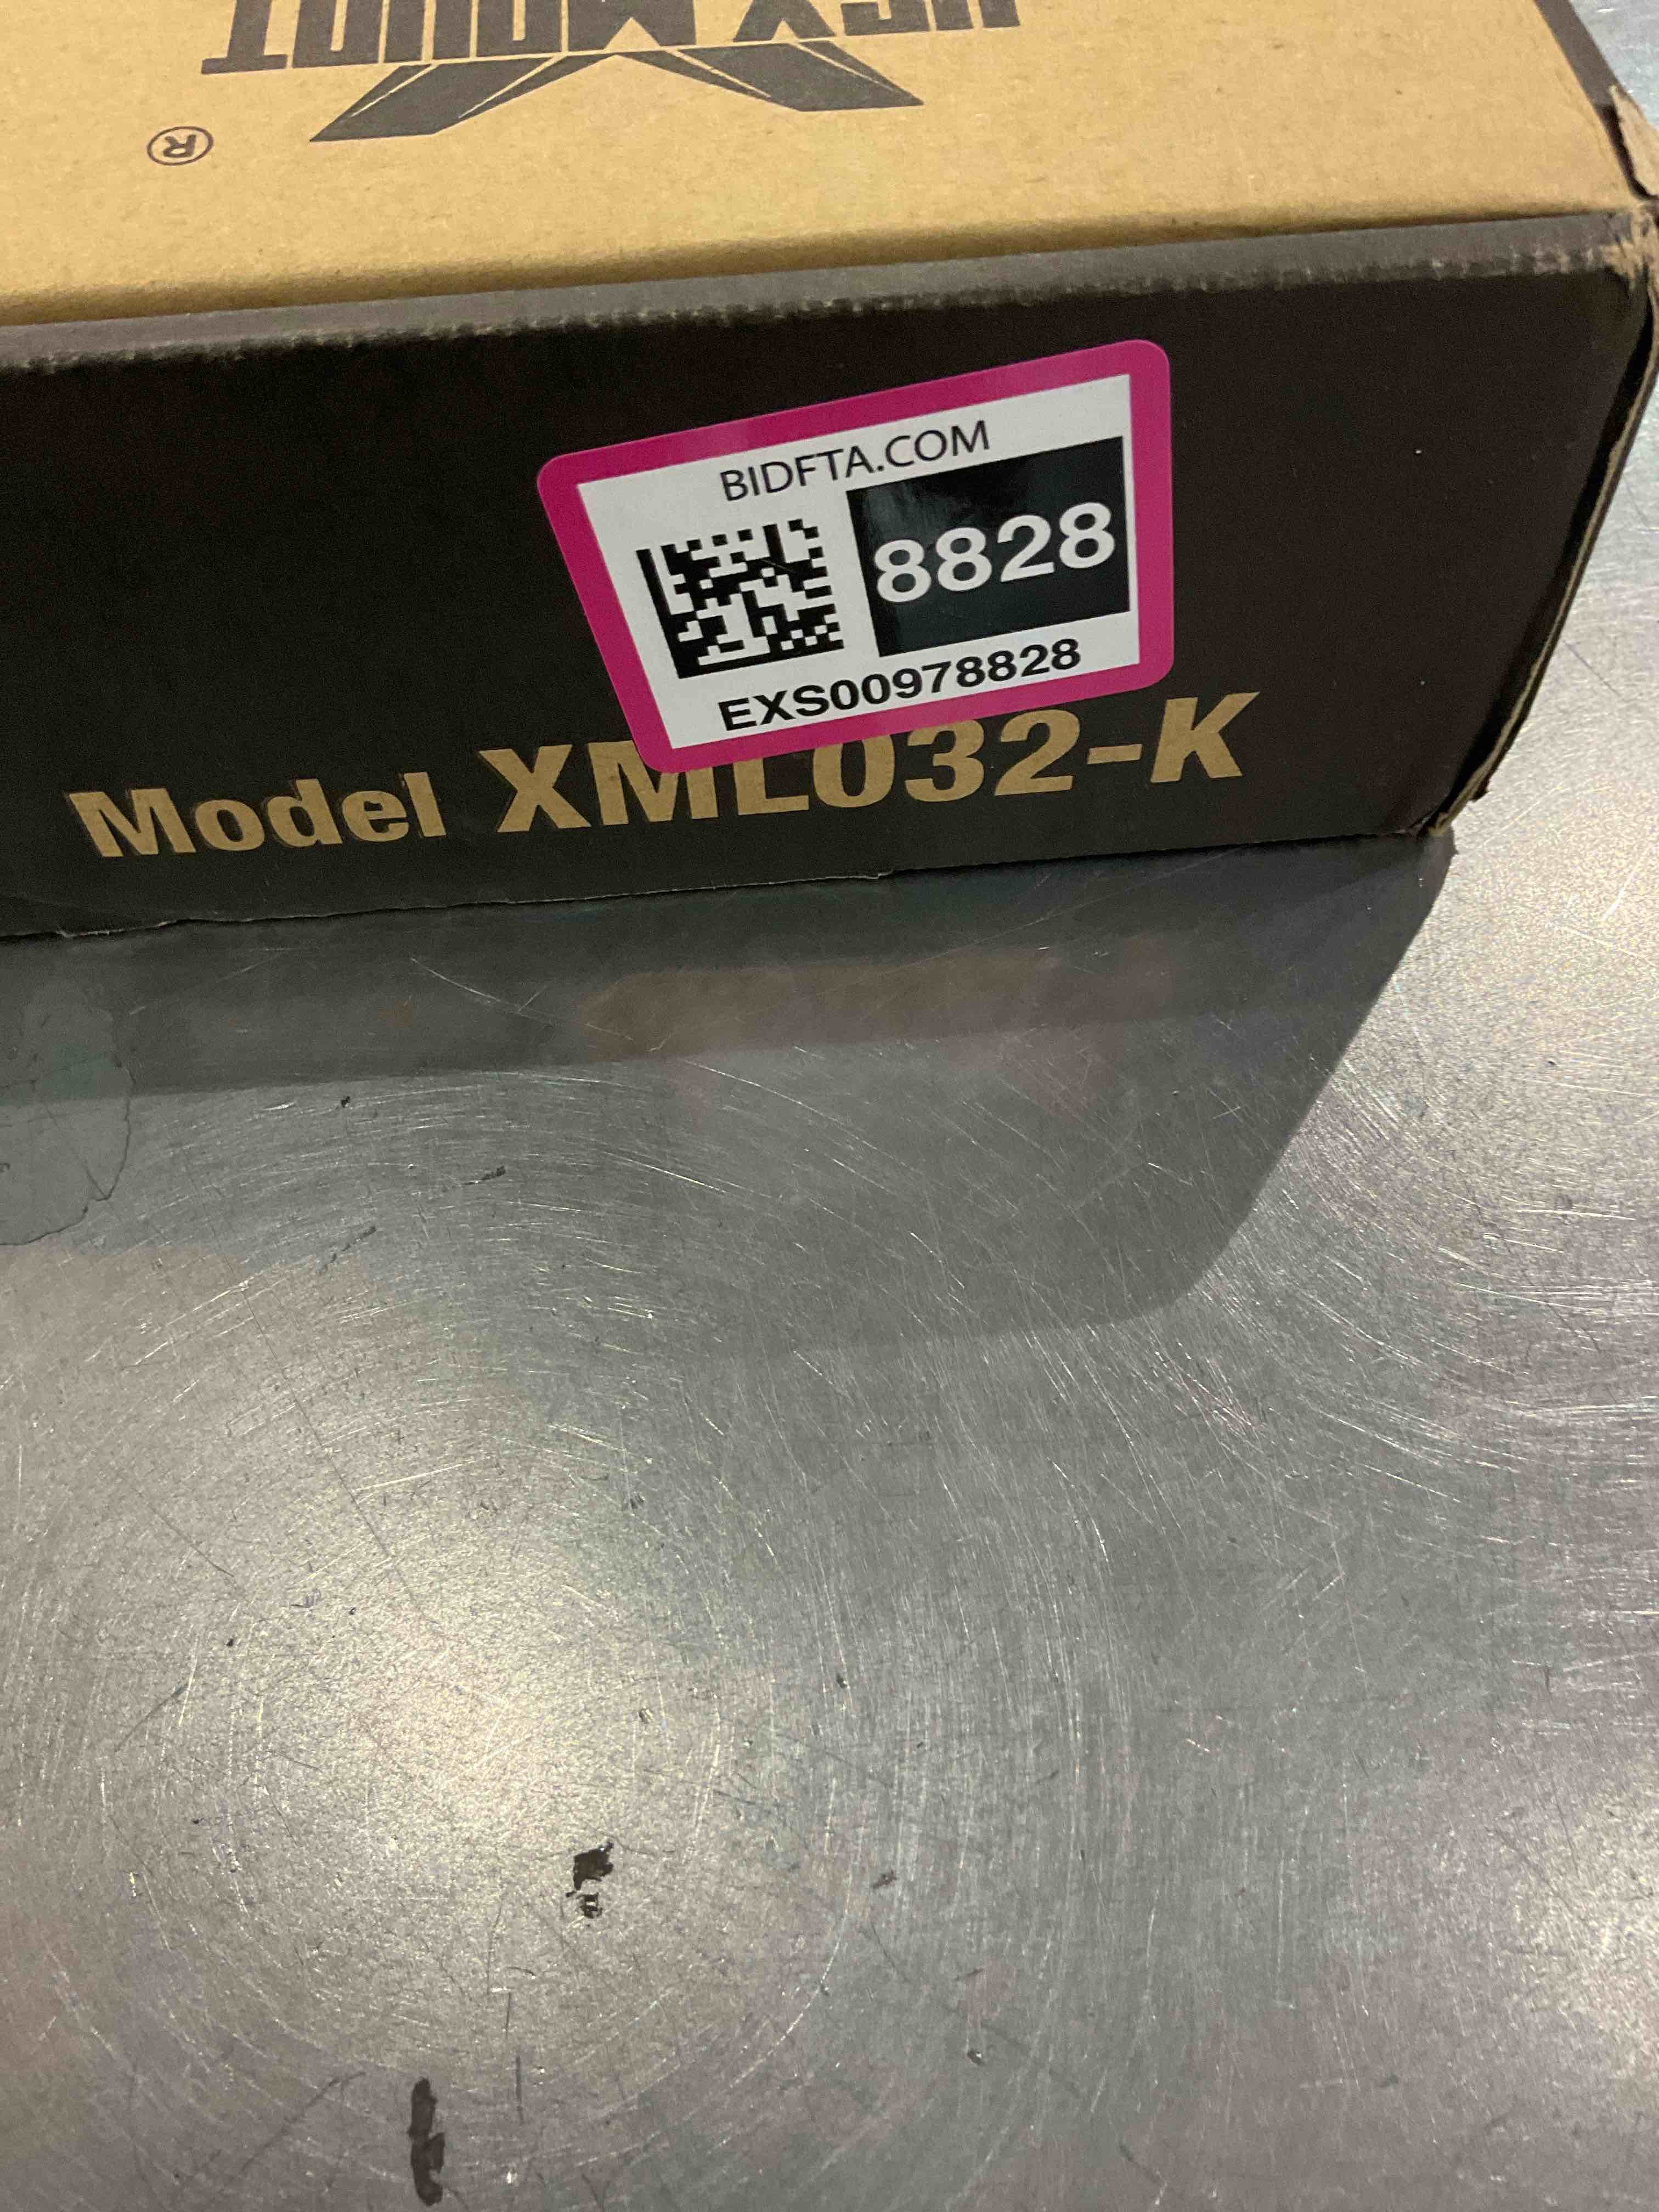 ®
BIDFTA.COM
8828
EXS00978828
Model XML032-K